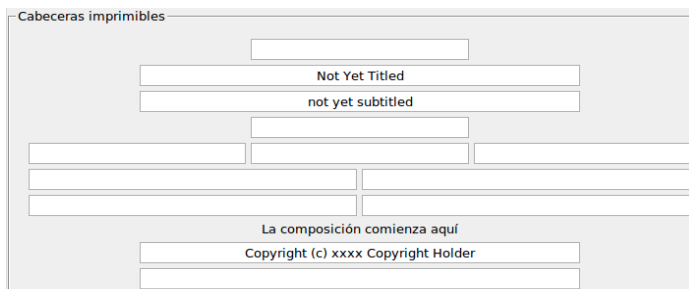 Cabeceras imprimibles
Not Yet Titled
not yet subtitled
La composición comienza aquí
Copyright (c) xxxx Copyright Holder